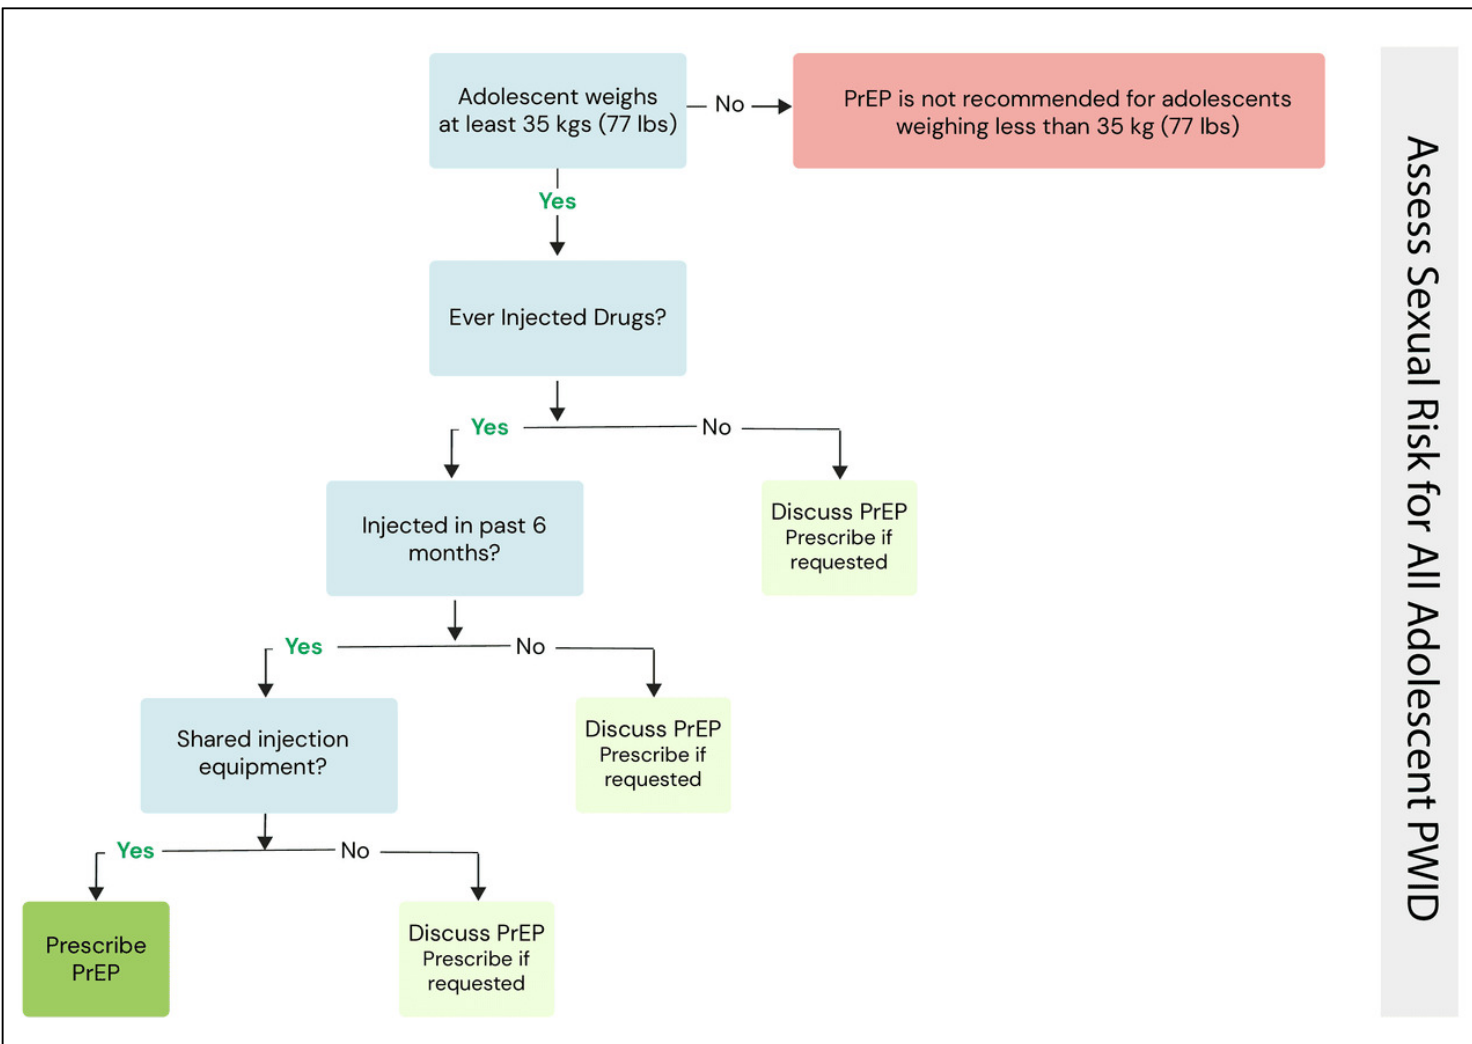 Adolescent weighs
at least 35 kgs (77 lbs)
No
PrEP is not recommended for adolescents
weighing less than 35 kg (77 lbs)
Yes
Ever Injected Drugs?
Yes
No
Injected in past 6
months?
Discuss PrEP
Prescribe if
requested
Yes
No
Shared injection
equipment?
Discuss PrEP
Prescribe if
requested
Yes
No
Prescribe
PrEP
Discuss PrEP
Prescribe if
requested
Assess Sexual Risk for All Adolescent PWID